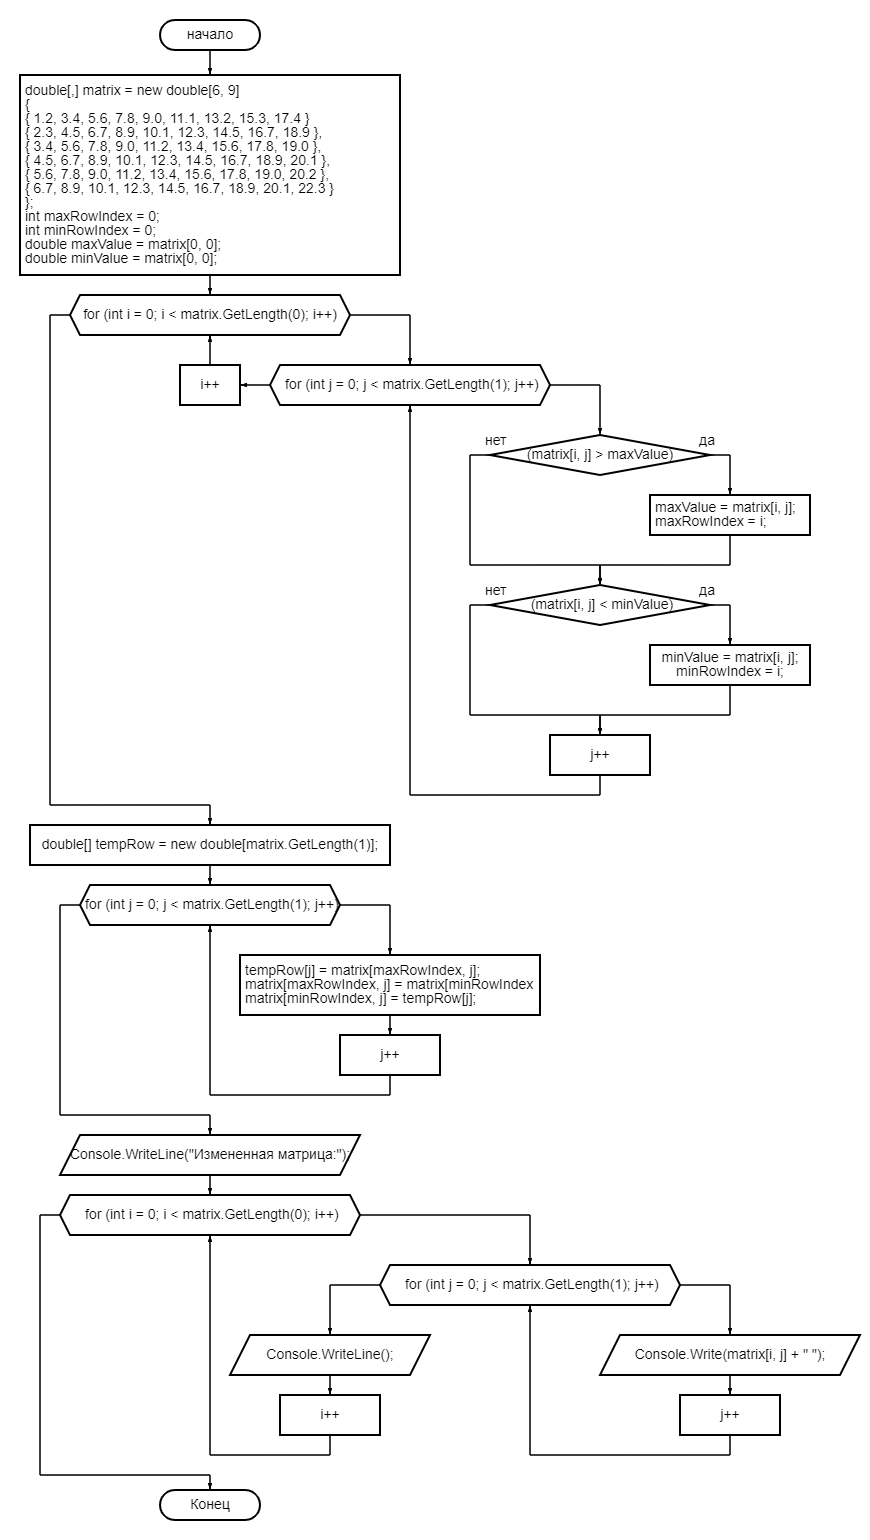 начало
double[,] matrix = new double[6, 9]
{
{ 1.2, 3.4, 5.6, 7.8, 9.0, 11.1, 13.2, 15.3, 17.4 }
{ 2.3, 4.5, 6.7, 8.9, 10.1, 12.3, 14.5, 16.7, 18.9 },
{ 3.4, 5.6, 7.8, 9.0, 11.2, 13.4, 15.6, 17.8, 19.0 },
{ 4.5, 6.7, 8.9, 10.1, 12.3, 14.5, 16.7, 18.9, 20.1 },
{ 5.6, 7.8, 9.0, 11.2, 13.4, 15.6, 17.8, 19.0, 20.2 },
{ 6.7, 8.9, 10.1, 12.3, 14.5, 16.7, 18.9, 20.1, 22.3 }
};
int maxRowIndex = 0;
int minRowIndex = 0;
double maxValue = matrix[0, 0];
double minValue = matrix[0, 0];
for (int i = 0; i < matrix.GetLength(0); i++)
i++
for (int j = 0; j < matrix.GetLength(1); j++)
нет
да
(matrix[i, j] > maxValue)
maxValue = matrix[i, j];
maxRowIndex = i;
нет
да
(matrix[i, j] < minValue)
minValue = matrix[i, j];
minRowIndex = i;
j++
double[] tempRow = new double[matrix.GetLength(1)];
for (int j = 0; j < matrix.GetLength(1); j++)
tempRow[j] = matrix[maxRowIndex, j];
matrix[maxRowIndex, j] = matrix[minRowIndex
matrix[minRowIndex, j] = tempRow[j];
j++
Console.WriteLine("Измененная матрица:");
for (int i = 0; i < matrix.GetLength(0); i++)
for (int j = 0; j < matrix.GetLength(1); j++)
Console.WriteLine();
Console.Write(matrix[i, j] + " ");
i++
j++
Конец